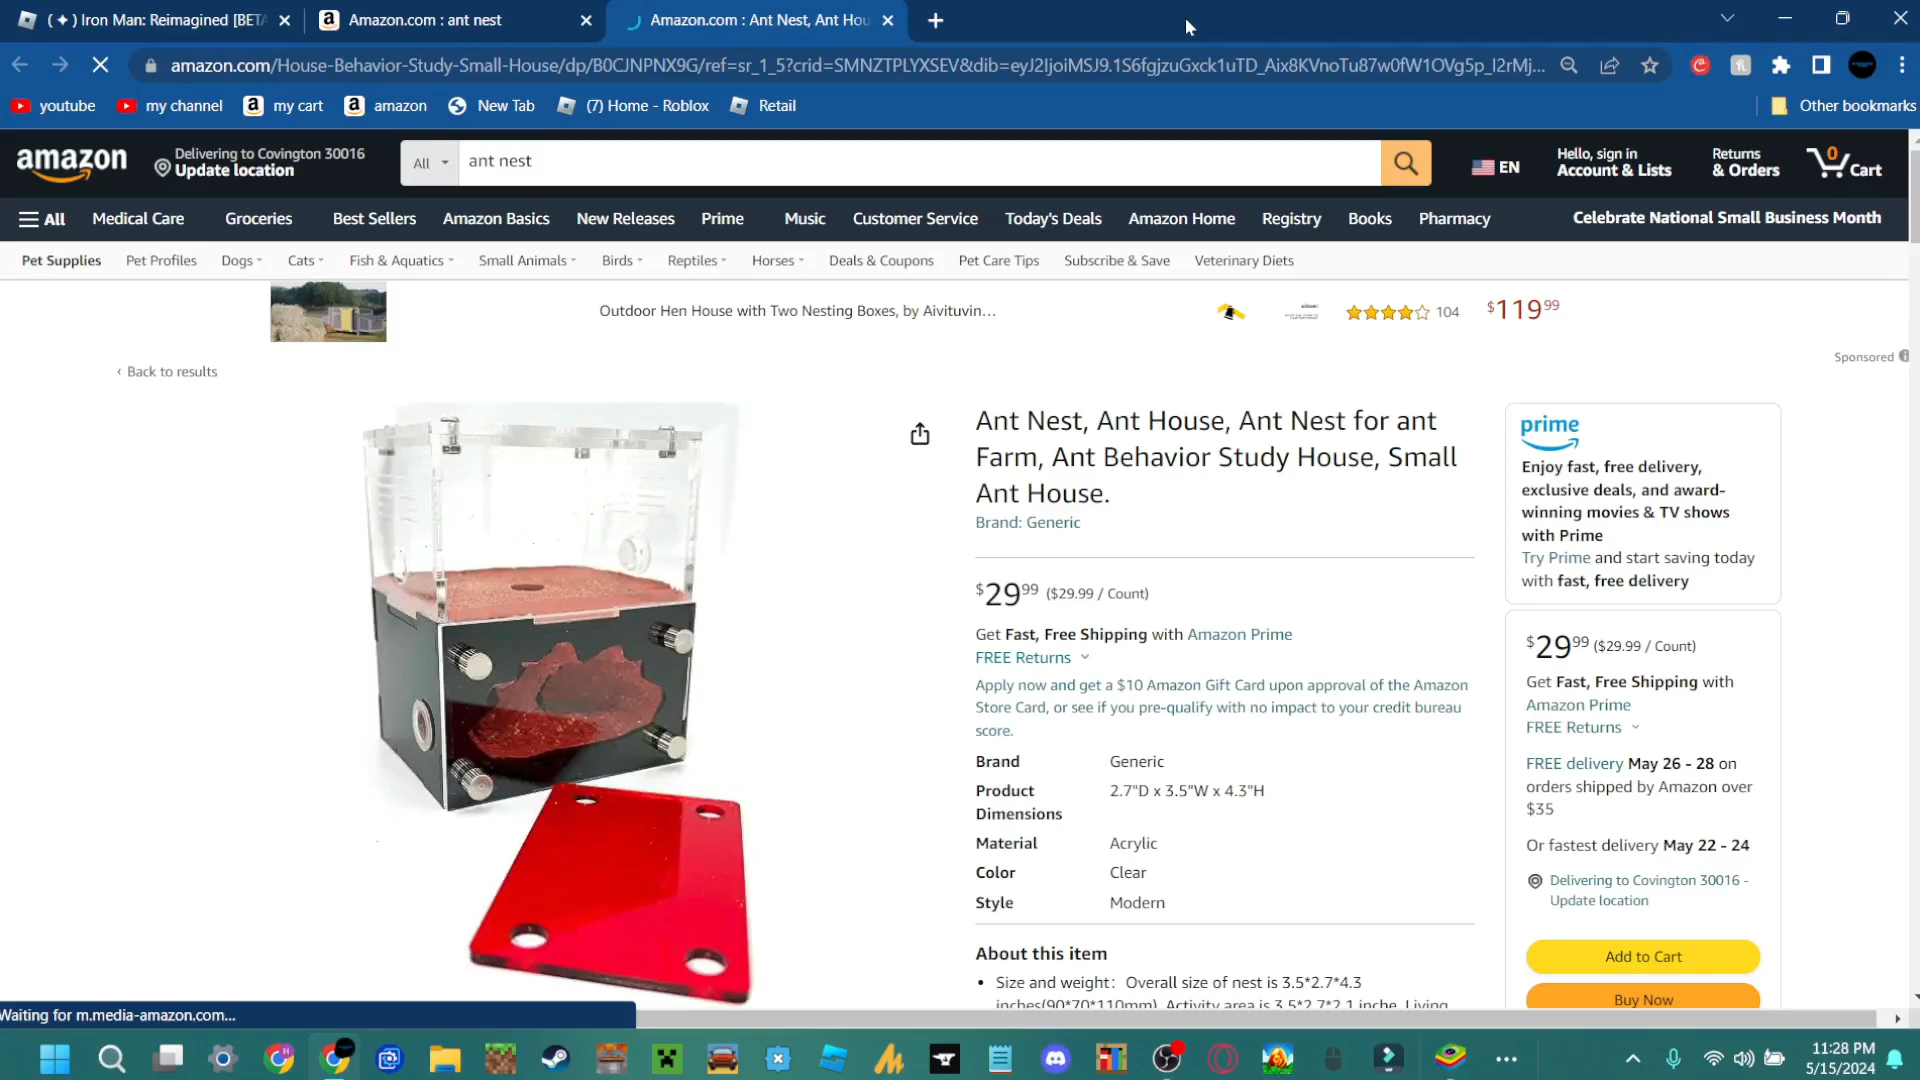 ( ✦ ) Iron Man: Reimagined [BETA
Amazon.com : ant nest
Amazon.com : Ant Nest, Ant Hou
amazon.com/House-Behavior-Study-Small-House/dp/B0CJNPNX9G/ref=sr_1_5?crid=SMNZTPLYXSEV&dib=eyJ2IjoiMSJ9.1S6fgjzuGxck1uTD_Aix8KVnoTu87w0fW1OVg5p_l2rMj...
youtube my channel my cart amazon New Tab (7) Home - Roblox Retail Other bookmarks
amazon
Delivering to Covington 30016
Update location
All ant nest
EN
Hello, sign in
Account & Lists
Returns
& Orders
0
Cart
All Medical Care Groceries Best Sellers Amazon Basics New Releases Prime Music Customer Service Today's Deals Amazon Home Registry Books Pharmacy Celebrate National Small Business Month
Pet Supplies Pet Profiles Dogs Cats Fish & Aquatics Small Animals Birds Reptiles Horses Deals & Coupons Pet Care Tips Subscribe & Save Veterinary Diets
Outdoor Hen House with Two Nesting Boxes, by Aivituvin… 104 $119 99
Sponsored
‹ Back to results
Ant Nest, Ant House, Ant Nest for ant
Farm, Ant Behavior Study House, Small
Ant House.
Brand: Generic
$29 99 ($29.99 / Count)
Get Fast, Free Shipping with Amazon Prime
FREE Returns
Apply now and get a $10 Amazon Gift Card upon approval of the Amazon
Store Card, or see if you pre-qualify with no impact to your credit bureau
score.
Brand Generic
Product Dimensions 2.7"D x 3.5"W x 4.3"H
Material Acrylic
Color Clear
Style Modern
About this item
• Size and weight: Overall size of nest is 3.5*2.7*4.3
inches(90*70*110mm). Activity area is 3.5*2.7*2.1 inche. Living
prime
Enjoy fast, free delivery,
exclusive deals, and award-
winning movies & TV shows
with Prime
Try Prime and start saving today
with fast, free delivery
$29 99 ($29.99 / Count)
Get Fast, Free Shipping with
Amazon Prime
FREE Returns
FREE delivery May 26 - 28 on
orders shipped by Amazon over
$35
Or fastest delivery May 22 - 24
Delivering to Covington 30016 -
Update location
Add to Cart
Buy Now
Waiting for m.media-amazon.com...
11:28 PM
5/15/2024